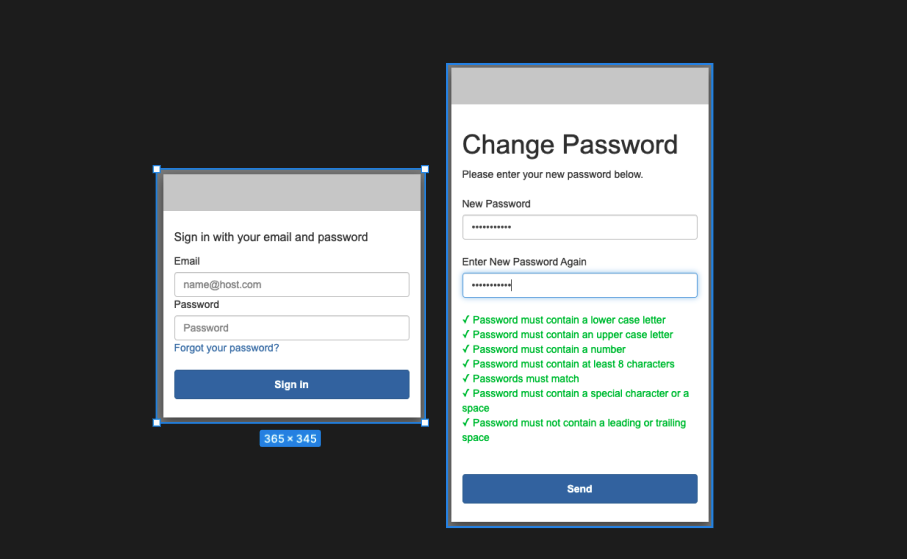 Sign in with your email and password
Email
name@host.com
Password
Password
Forgot your password?
Sign in
365 × 345
Change Password
Please enter your new password below.
New Password
•••••••••••
Enter New Password Again
•••••••••••
✓ Password must contain a lower case letter
✓ Password must contain an upper case letter
✓ Password must contain a number
✓ Password must contain at least 8 characters
✓ Passwords must match
✓ Password must contain a special character or a
space
✓ Password must not contain a leading or trailing
space
Send